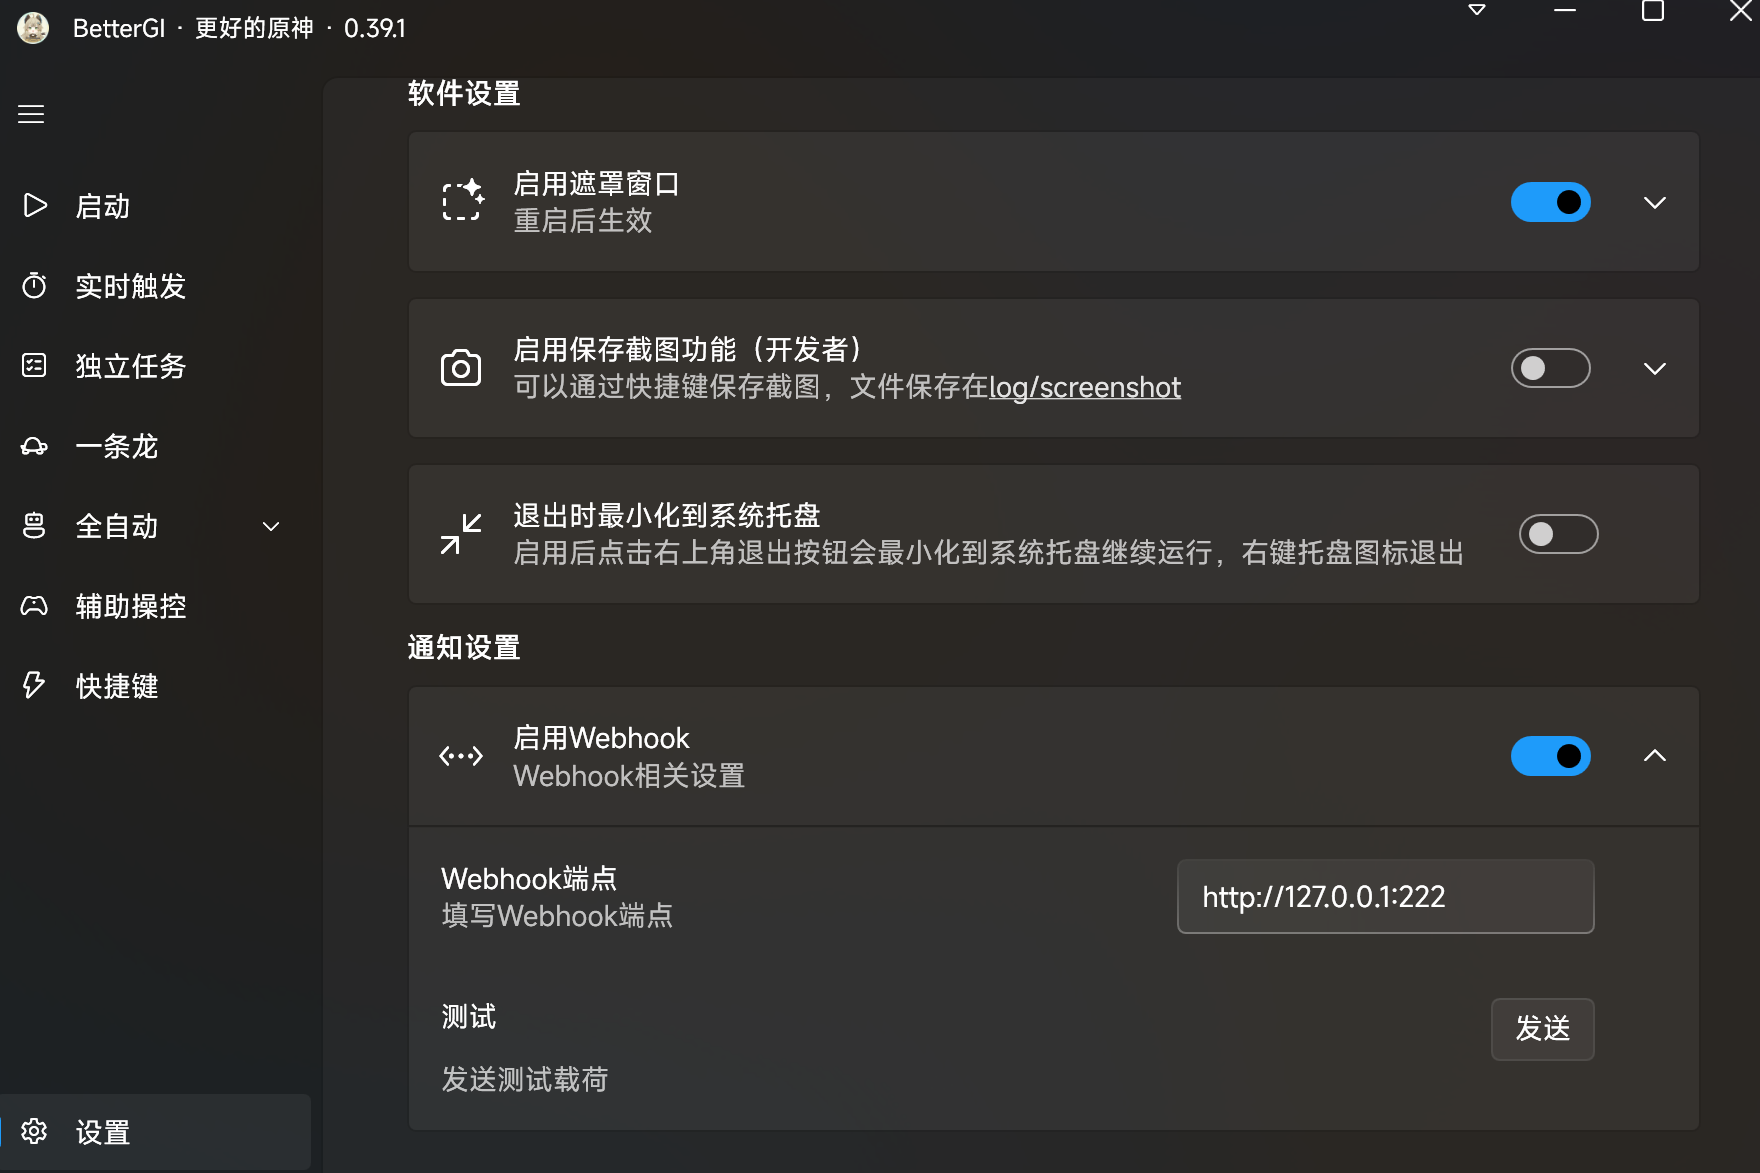 BetterGI · 更好的原神 · 0.39.1
启动
实时触发
独立任务
一条龙
全自动
辅助操控
快捷键
设置
软件设置
启用遮罩窗口
重启后生效
启用保存截图功能（开发者）
可以通过快捷键保存截图，文件保存在log/screenshot
退出时最小化到系统托盘
启用后点击右上角退出按钮会最小化到系统托盘继续运行，右键托盘图标退出
通知设置
启用Webhook
Webhook相关设置
Webhook端点
填写Webhook端点
http://127.0.0.1:222
测试
发送测试载荷
发送